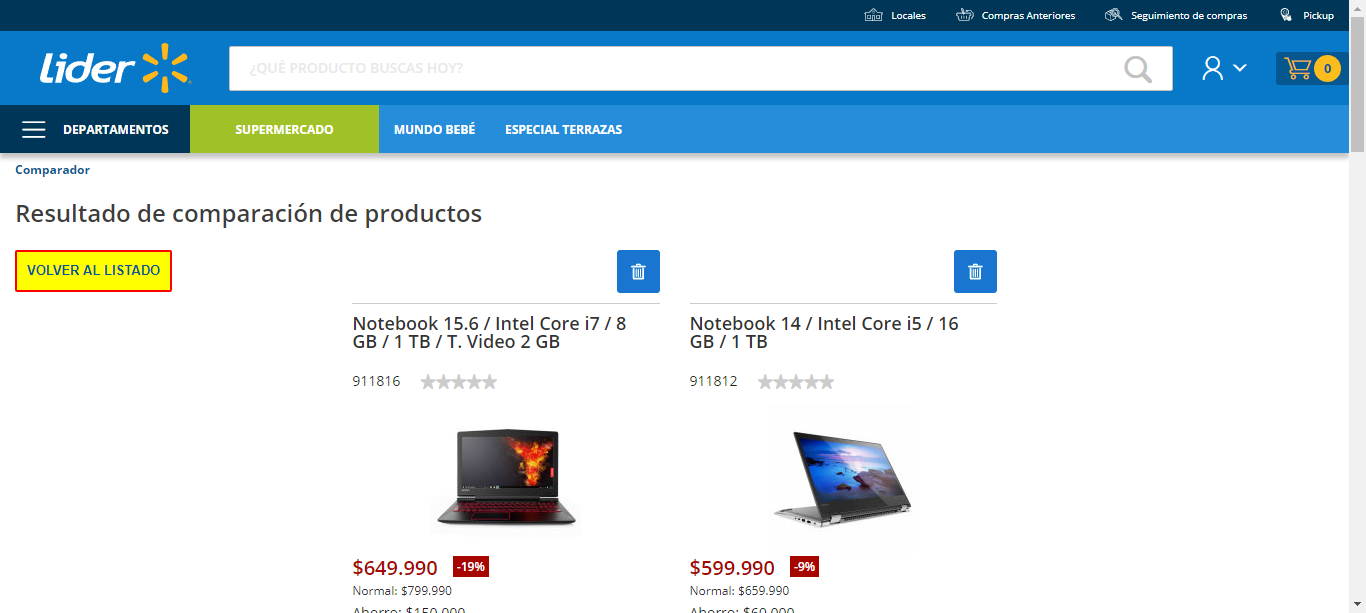 Locales
Compras Anteriores
Seguimiento de compras
Pickup
Lider
¿QUÉ PRODUCTO BUSCAS HOY?
0
DEPARTAMENTOS
SUPERMERCADO
MUNDO BEBÉ
ESPECIAL TERRAZAS
Comparador
Resultado de comparación de productos
VOLVER AL LISTADO
Notebook 15.6 / Intel Core i7 / 8
GB / 1 TB / T. Video 2 GB
911816
$649.990 -19%
Normal: $799.990
Ahorro: $150.000
Notebook 14 / Intel Core i5 / 16
GB / 1 TB
911812
$599.990 -9%
Normal: $659.990
Ahorro: $60.000